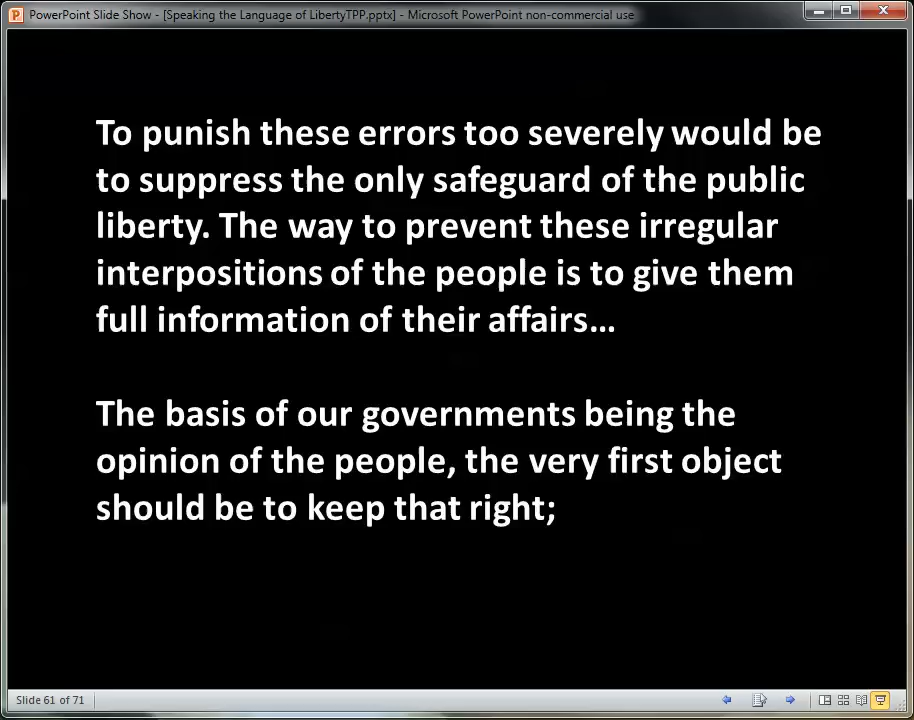 PowerPoint Slide Show - [Speaking the Language of LibertyTPP.pptx] - Microsoft PowerPoint non-commercial use
To punish these errors too severely would be
to suppress the only safeguard of the public
liberty. The way to prevent these irregular
interpositions of the people is to give them
full information of their affairs...
The basis of our governments being the
opinion of the people, the very first object
should be to keep that right;
Slide 61 of 71